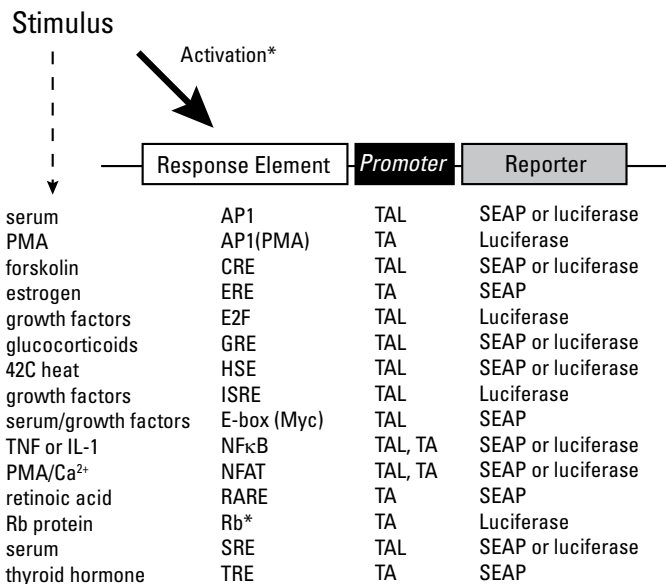 Stimulus
Activation*
Response Element Promoter Reporter
serum AP1 TAL SEAP or luciferase
PMA AP1(PMA) TA Luciferase
forskolin CRE TAL SEAP or luciferase
estrogen ERE TA SEAP
growth factors E2F TAL Luciferase
glucocorticoids GRE TAL SEAP or luciferase
42C heat HSE TAL SEAP or luciferase
growth factors ISRE TAL Luciferase
serum/growth factors E-box (Myc) TAL SEAP
TNF or IL-1 NFκB TAL, TA SEAP or luciferase
PMA/Ca²⁺ NFAT TAL, TA SEAP or luciferase
retinoic acid RARE TA SEAP
Rb protein Rb* TA Luciferase
serum SRE TAL SEAP or luciferase
thyroid hormone TRE TA SEAP